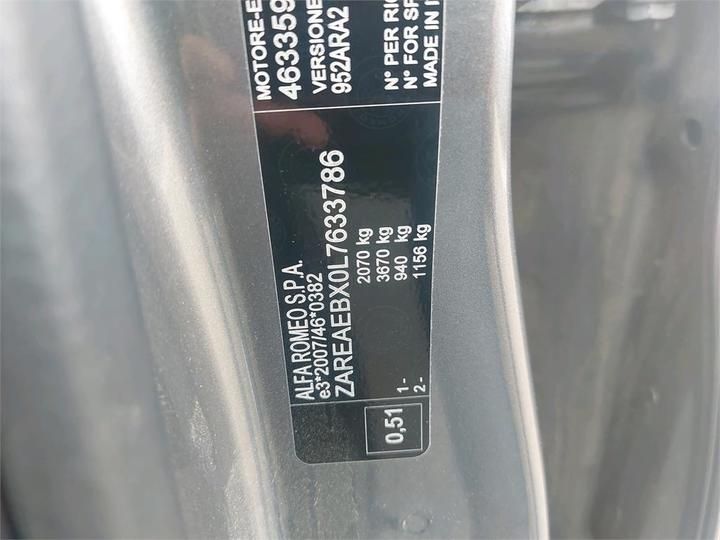 ALFA ROMEO S.P.A.
e3*2007/46*0382
ZAREAEBX0L7633786
2070 kg
3670 kg
1- 940 kg
2- 1156 kg
0,51
MOTORE-E
463359
VERSIONE
952ARA2
N° PER RIC
N° FOR SP
MADE IN I